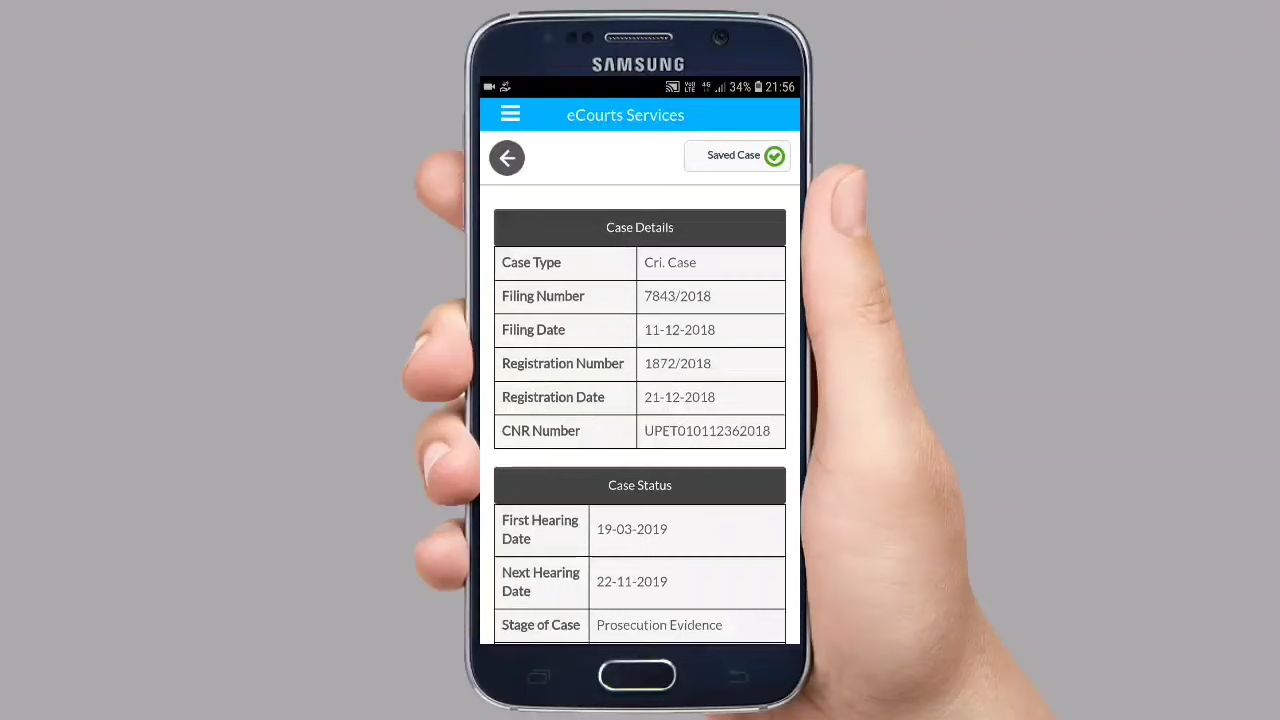 SAMSUNG
VoLTE 4G 34% 21:56
eCourts Services
Saved Case
Case Details
Case Type Cri. Case
Filing Number 7843/2018
Filing Date 11-12-2018
Registration Number 1872/2018
Registration Date 21-12-2018
CNR Number UPET010112362018
Case Status
First Hearing
Date 19-03-2019
Next Hearing
Date 22-11-2019
Stage of Case Prosecution Evidence